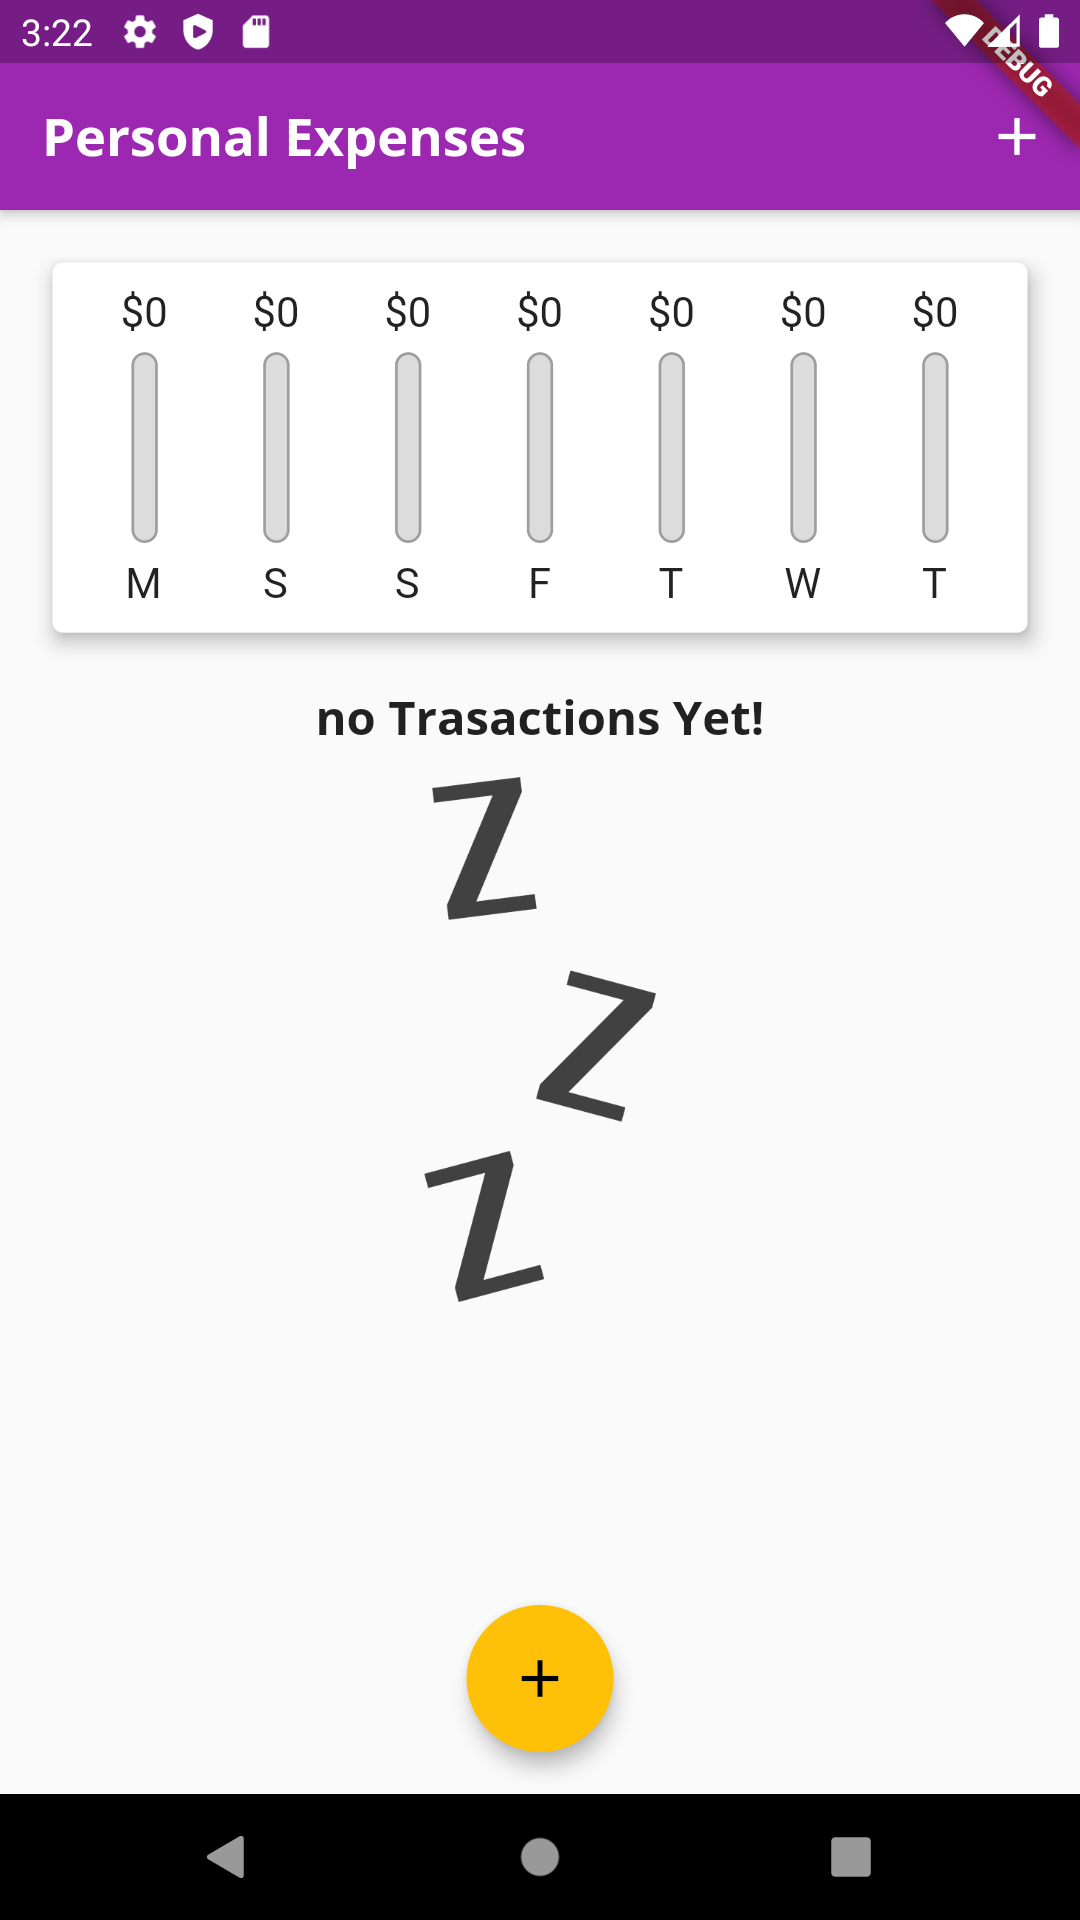 3:22
DEBUG
Personal Expenses
$0 $0 $0 $0 $0 $0 $0
M S S F T W T
no Trasactions Yet!
Z
Z
Z